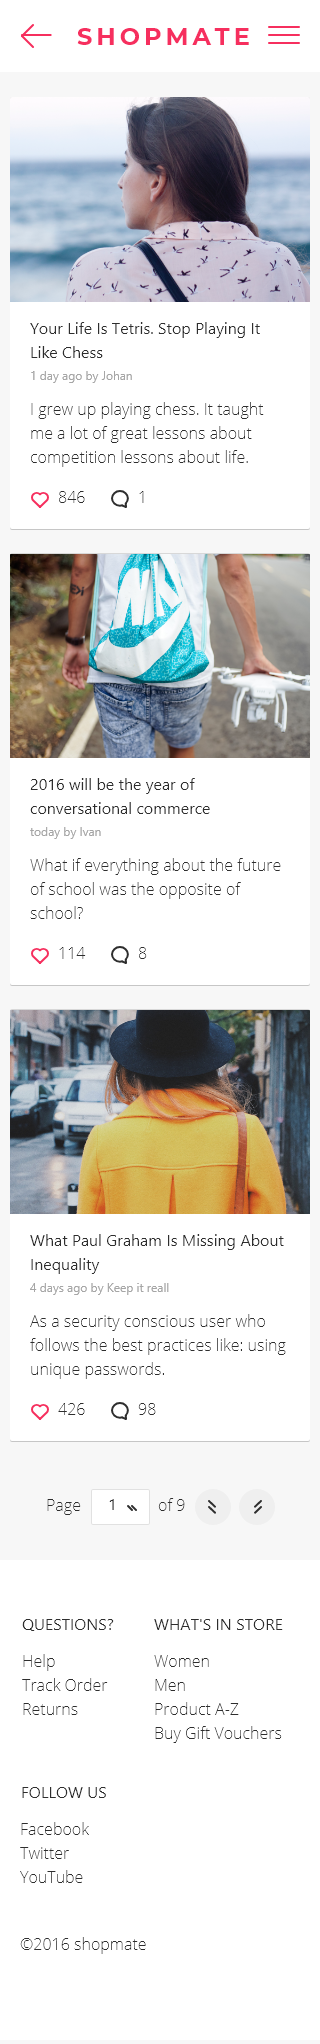 SHOPMATE
Your Life Is Tetris. Stop Playing It
Like Chess
1 day ago by Johan
I grew up playing chess. It taught
me a lot of great lessons about
competition lessons about life.
846 1
2016 will be the year of
conversational commerce
today by Ivan
What if everything about the future
of school was the opposite of
school?
114 8
What Paul Graham Is Missing About
Inequality
4 days ago by Keep it reall
As a security conscious user who
follows the best practices like: using
unique passwords.
426 98
Page 1 of 9
QUESTIONS?
Help
Track Order
Returns
WHAT'S IN STORE
Women
Men
Product A-Z
Buy Gift Vouchers
FOLLOW US
Facebook
Twitter
YouTube
©2016 shopmate